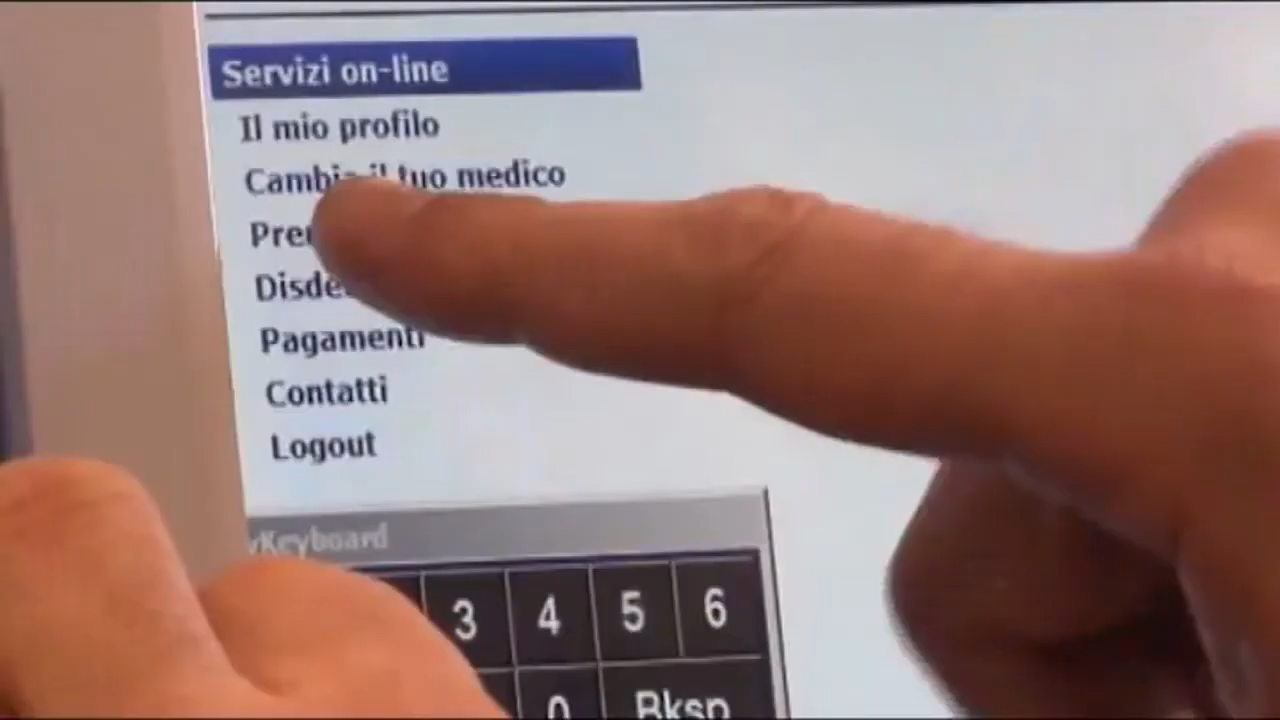 Servizi on-line
Il mio profilo
Cambia il tuo medico
Pagamenti
Contatti
Logout
3 4 5 6
0 Bksp